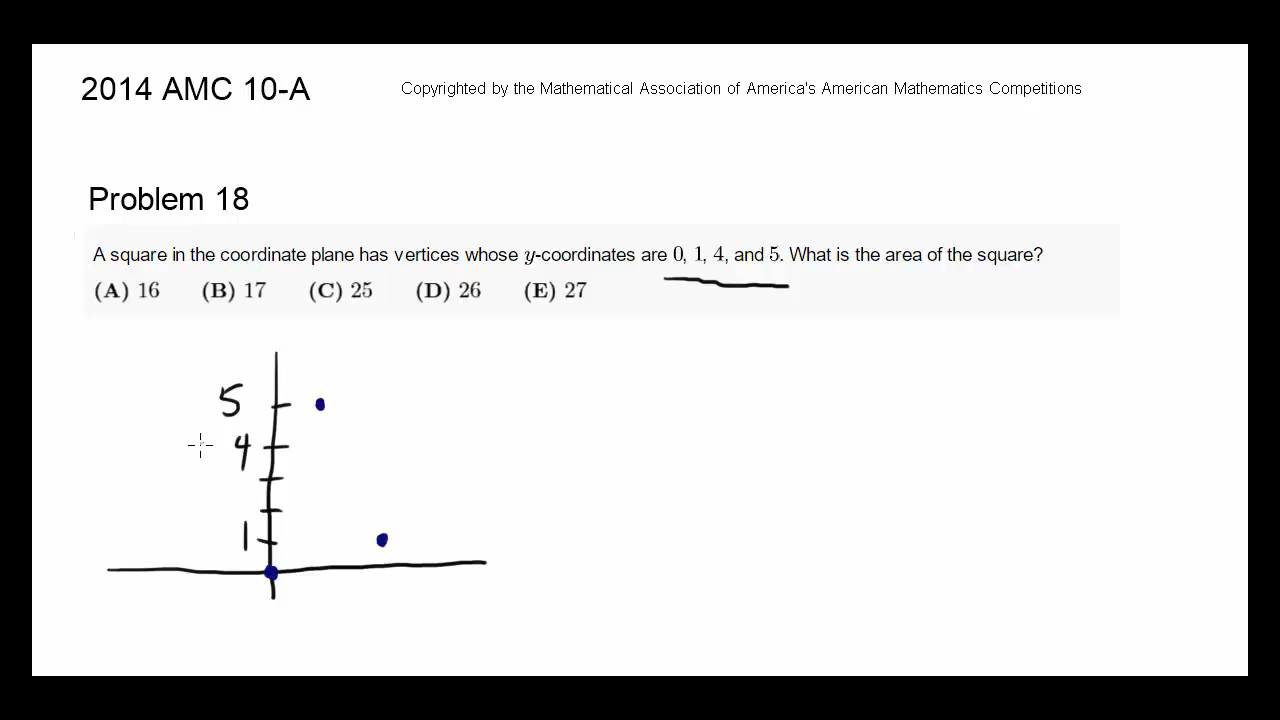 2014 AMC 10-A
Copyrighted by the Mathematical Association of America's American Mathematics Competitions
Problem 18
A square in the coordinate plane has vertices whose y-coordinates are 0, 1, 4, and 5. What is the area of the square?
(A) 16 (B) 17 (C) 25 (D) 26 (E) 27
5
4
1